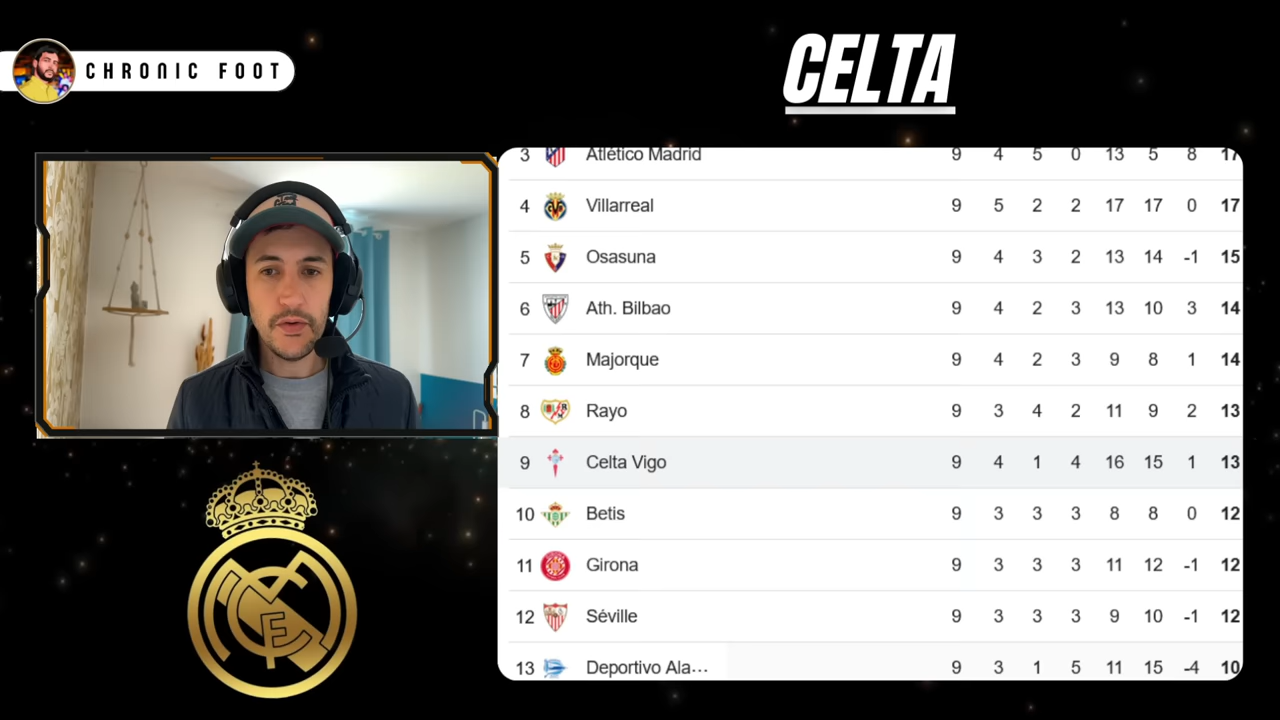 CHRONIC FOOT
CELTA
3 Atlético Madrid 9 4 5 0 13 5 8 17
4 Villarreal 9 5 2 2 17 17 0 17
5 Osasuna 9 4 3 2 13 14 -1 15
6 Ath. Bilbao 9 4 2 3 13 10 3 14
7 Majorque 9 4 2 3 9 8 1 14
8 Rayo 9 3 4 2 11 9 2 13
9 Celta Vigo 9 4 1 4 16 15 1 13
10 Betis 9 3 3 3 8 8 0 12
11 Girona 9 3 3 3 11 12 -1 12
12 Séville 9 3 3 3 9 10 -1 12
13 Deportivo Ala… 9 3 1 5 11 15 -4 10